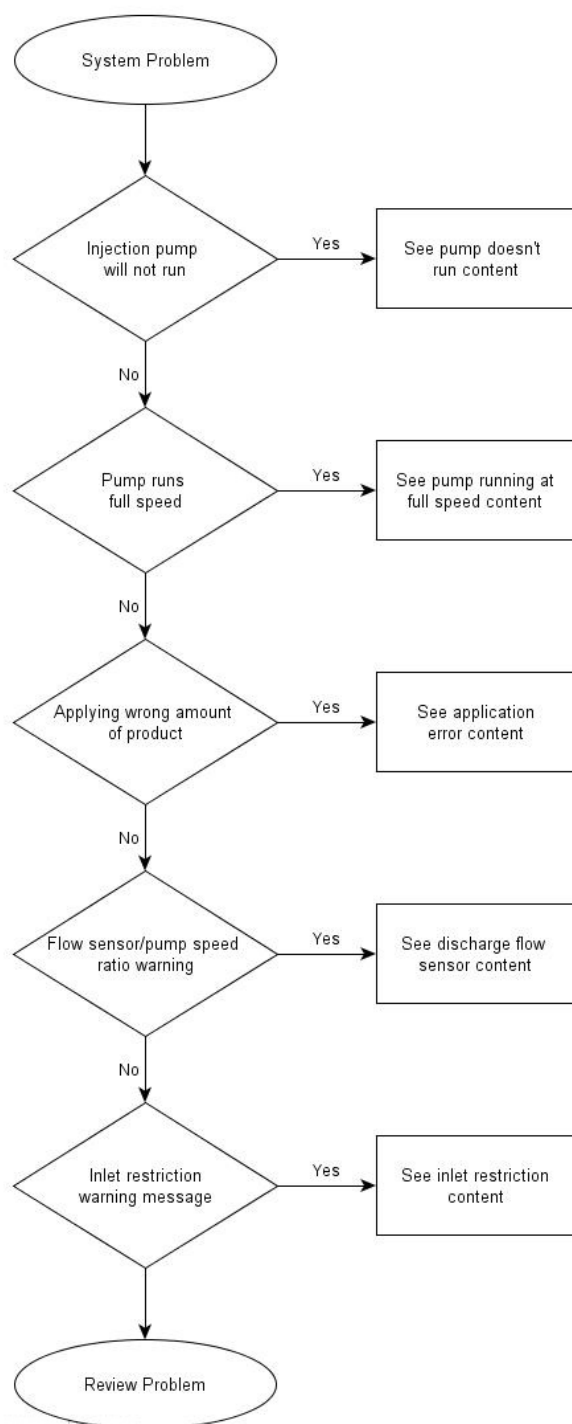 System Problem
Injection pump
will not run
Yes
See pump doesn't
run content
No
Pump runs
full speed
Yes
See pump running at
full speed content
No
Applying wrong amount
of product
Yes
See application
error content
No
Flow sensor/pump speed
ratio warning
Yes
See discharge flow
sensor content
No
Inlet restriction
warning message
Yes
See inlet restriction
content
Review Problem